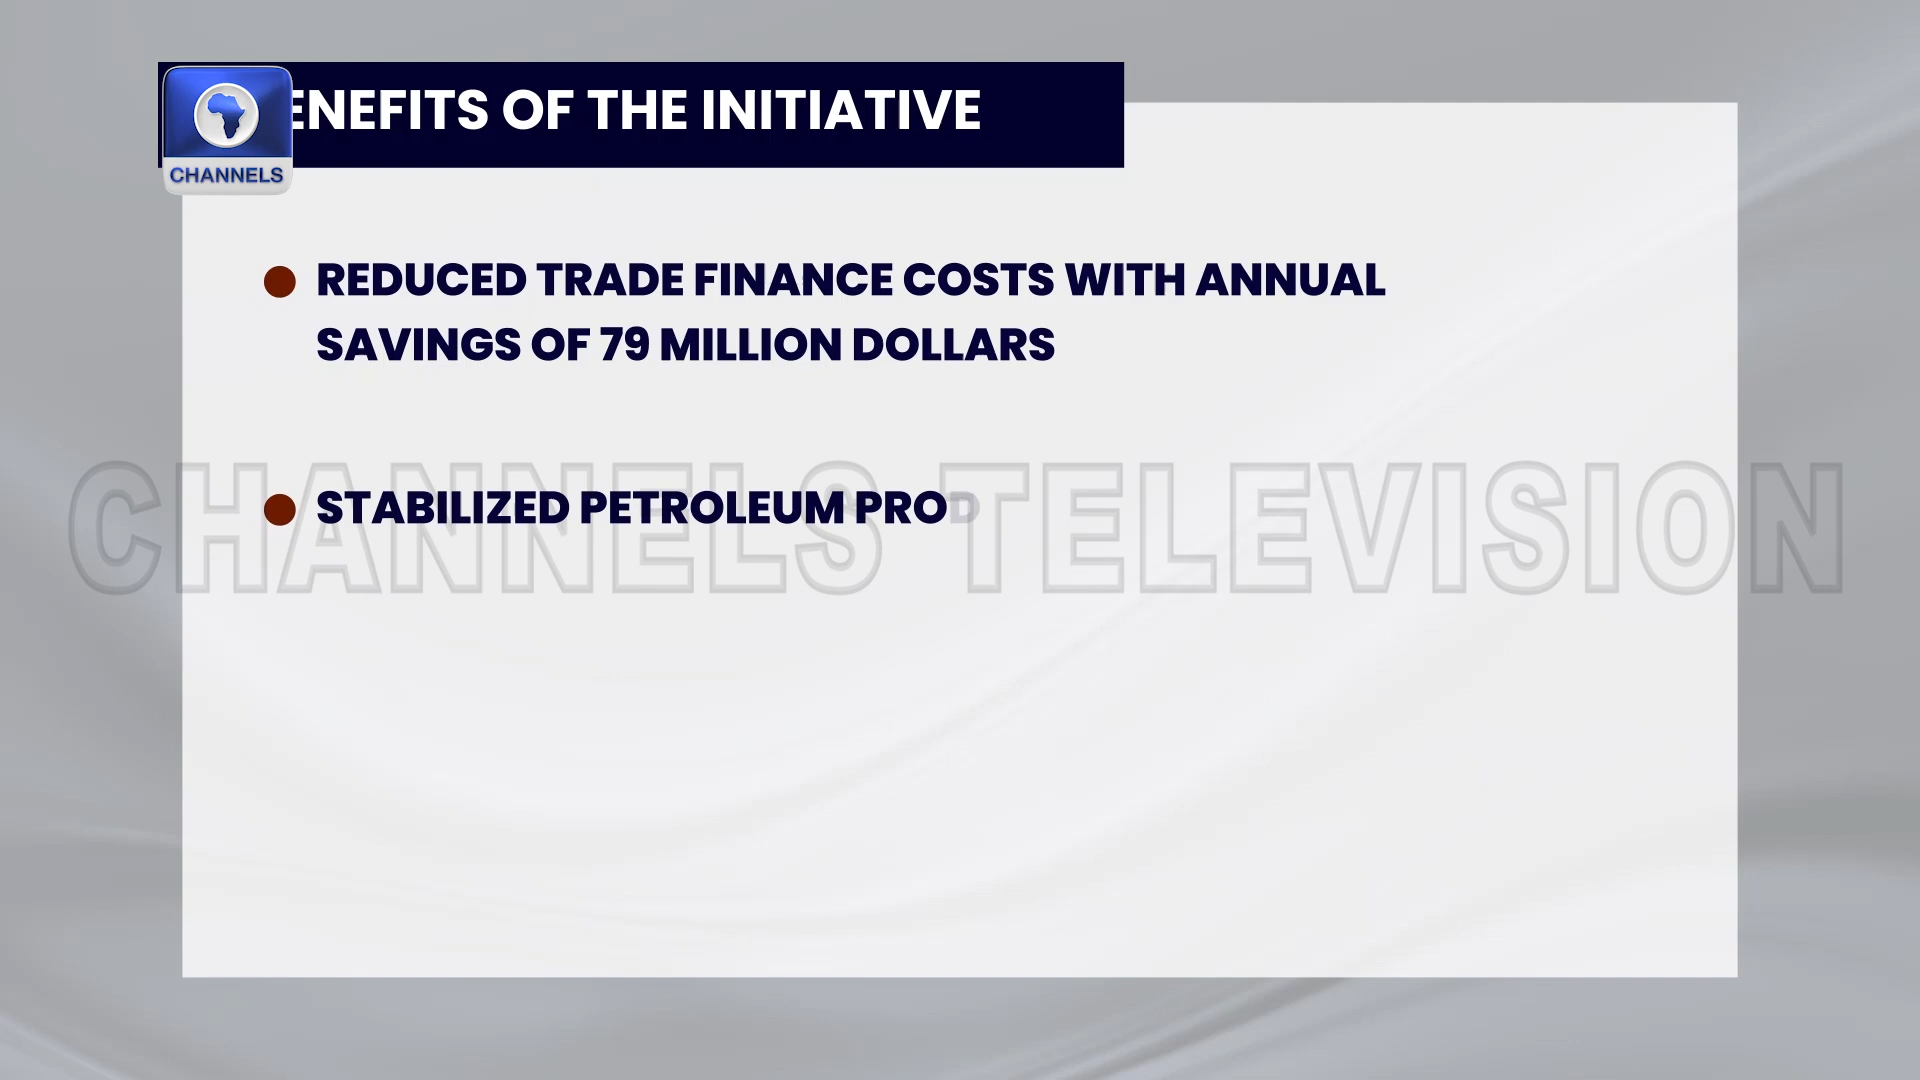 ENEFITS OF THE INITIATIVE
CHANNELS
REDUCED TRADE FINANCE COSTS WITH ANNUAL
SAVINGS OF 79 MILLION DOLLARS
STABILIZED PETROLEUM PROD
CHANNELS TELEVISION